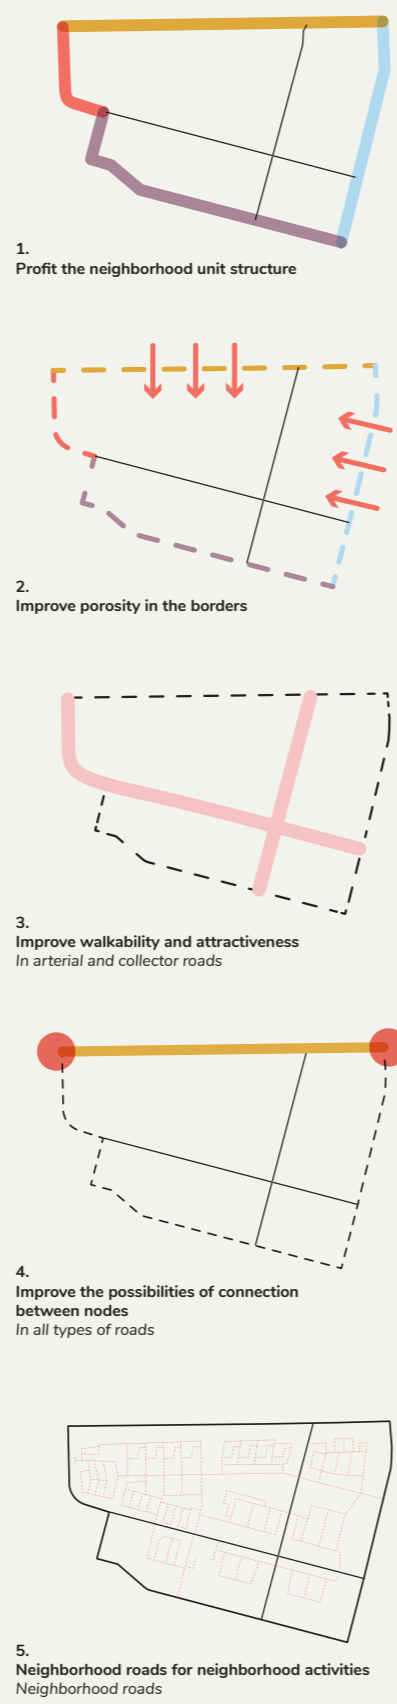 1.
Profit the neighborhood unit structure
2.
Improve porosity in the borders
3.
Improve walkability and attractiveness
In arterial and collector roads
4.
Improve the possibilities of connection
between nodes
In all types of roads
5.
Neighborhood roads for neighborhood activities
Neighborhood roads